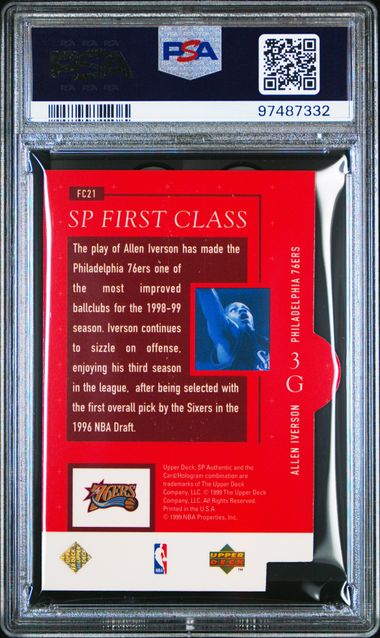 PSA
PSA
97487332
FC21
SP FIRST CLASS
The play of Allen Iverson has made the
Philadelphia 76ers one of
the most improved
ballclubs for the 1998-99
season. Iverson continues
to sizzle on offense,
enjoying his third season
in the league, after being selected with
the first overall pick by the Sixers in the
1996 NBA Draft.
ALLEN IVERSON 3 G PHILADELPHIA 76ERS
76ERS
Upper Deck, SP Authentic and the
Card/Hologram combination are
trademarks of The Upper Deck
Company, LLC. © 1999 The Upper Deck
Company, LLC. All Rights Reserved.
Printed in the U.S.A.
© 1999 NBA Properties, Inc.
NBA
UPPER
DECK